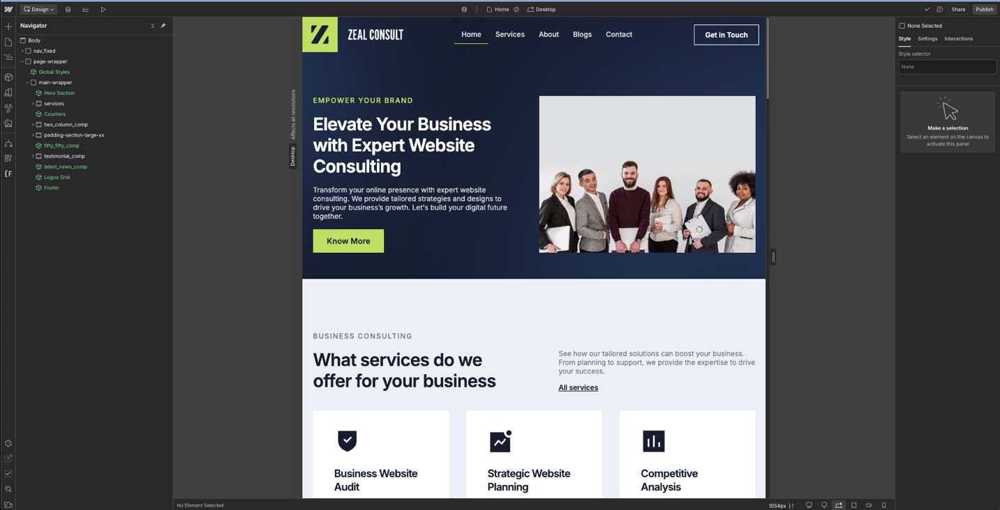 Design
Home
Desktop
Share
Publish
Navigator
Body
nav_fixed
page-wrapper
Global Styles
main-wrapper
Hero Section
services
Counters
two_column_comp
padding-section-large-xx
fifty_fifty_comp
testimonial_comp
latest_news_comp
Logos Grid
Footer
Affects all resolutions
Desktop
ZEAL CONSULT
Home
Services
About
Blogs
Contact
Get in Touch
EMPOWER YOUR BRAND
Elevate Your Business
with Expert Website
Consulting
Transform your online presence with expert website
consulting. We provide tailored strategies and designs to
drive your business's growth. Let's build your digital future
together.
Know More
BUSINESS CONSULTING
What services do we
offer for your business
See how our tailored solutions can boost your business.
From planning to support, we provide the expertise to drive
your success.
All services
Business Website
Audit
Strategic Website
Planning
Competitive
Analysis
None Selected
Style
Settings
Interactions
Style selector
None
Make a selection
Select an element on the canvas to
activate this panel
No Element Selected
1054px